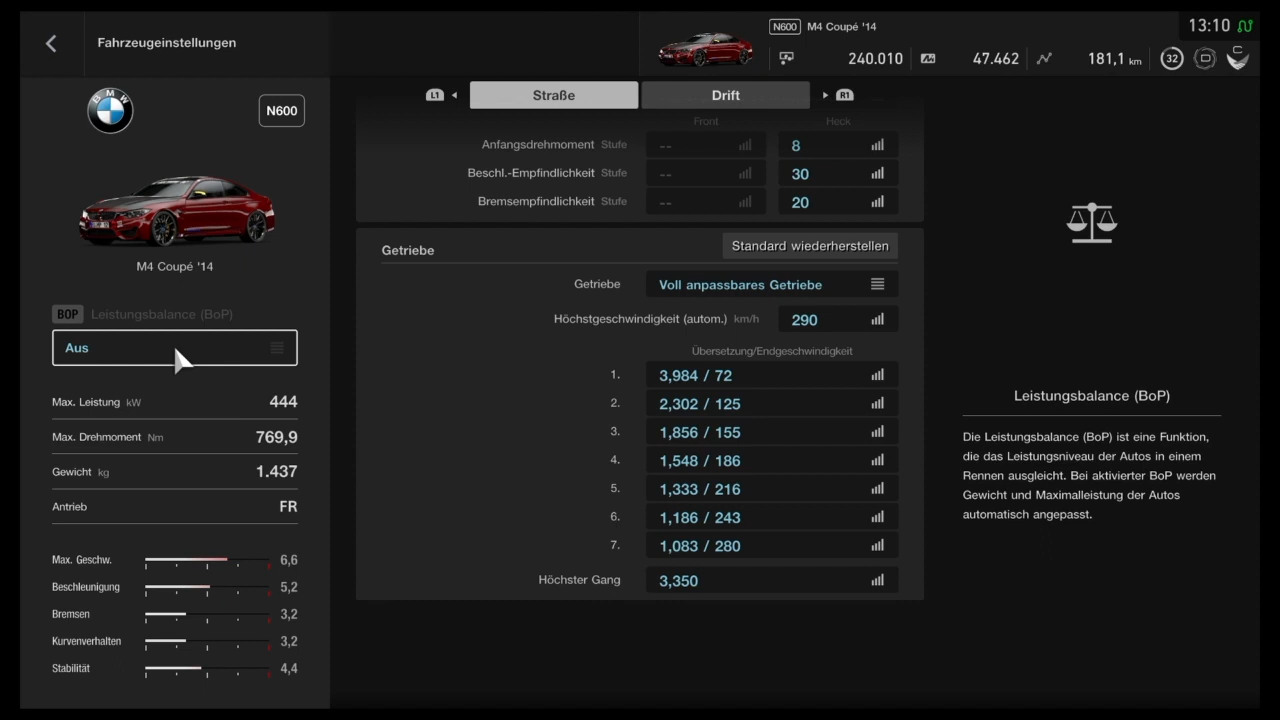 N600 M4 Coupé '14
13:10
Fahrzeugeinstellungen
240.010 47.462 181,1 km 32
BMW
N600
M4 Coupé '14
BOP Leistungsbalance (BoP)
Aus
Max. Leistung kW 444
Max. Drehmoment Nm 769,9
Gewicht kg 1.437
Antrieb FR
Max. Geschw. 6,6
Beschleunigung 5,2
Bremsen 3,2
Kurvenverhalten 3,2
Stabilität 4,4
L1 Straße Drift R1
Front Heck
Anfangsdrehmoment Stufe -- 8
Beschl.-Empfindlichkeit Stufe -- 30
Bremsempfindlichkeit Stufe -- 20
Getriebe Standard wiederherstellen
Getriebe Voll anpassbares Getriebe
Höchstgeschwindigkeit (autom.) km/h 290
Übersetzung/Endgeschwindigkeit
1. 3,984 / 72
2. 2,302 / 125
3. 1,856 / 155
4. 1,548 / 186
5. 1,333 / 216
6. 1,186 / 243
7. 1,083 / 280
Höchster Gang 3,350
Leistungsbalance (BoP)
Die Leistungsbalance (BoP) ist eine Funktion,
die das Leistungsniveau der Autos in einem
Rennen ausgleicht. Bei aktivierter BoP werden
Gewicht und Maximalleistung der Autos
automatisch angepasst.